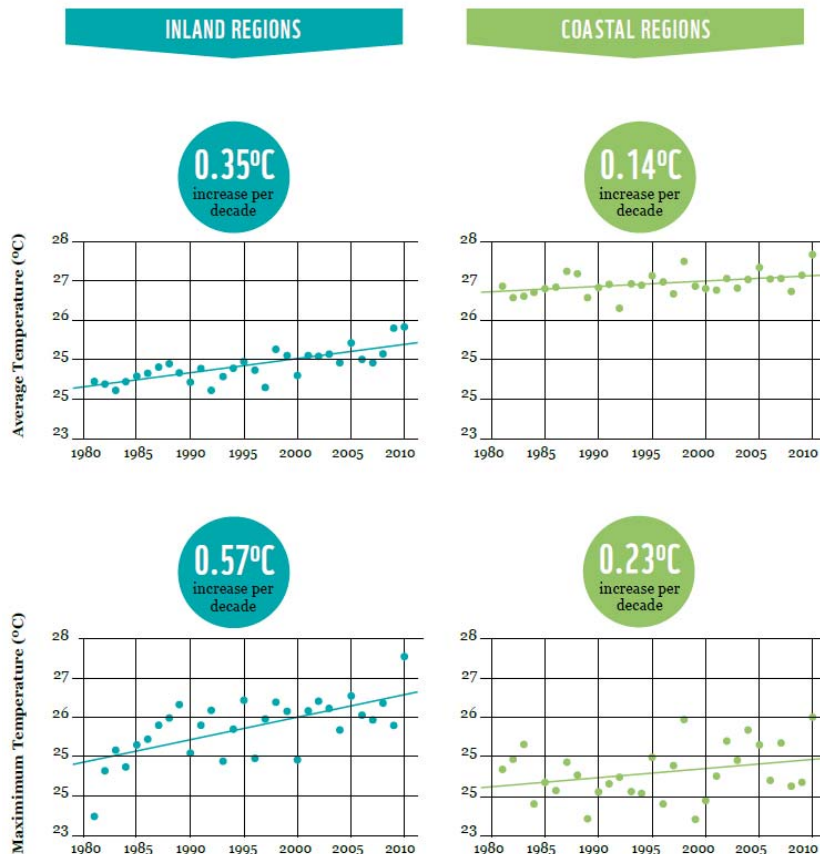 INLAND REGIONS
COASTAL REGIONS
0.35ºC
increase per
decade
0.14ºC
increase per
decade
Average Temperature (ºC)
28
27
26
25
25
23
1980 1985 1990 1995 2000 2005 2010
28
27
26
25
25
23
1980 1985 1990 1995 2000 2005 2010
0.57ºC
increase per
decade
0.23ºC
increase per
decade
Maximimum Temperature (ºC)
28
27
26
25
25
23
1980 1985 1990 1995 2000 2005 2010
28
27
26
25
25
23
1980 1985 1990 1995 2000 2005 2010